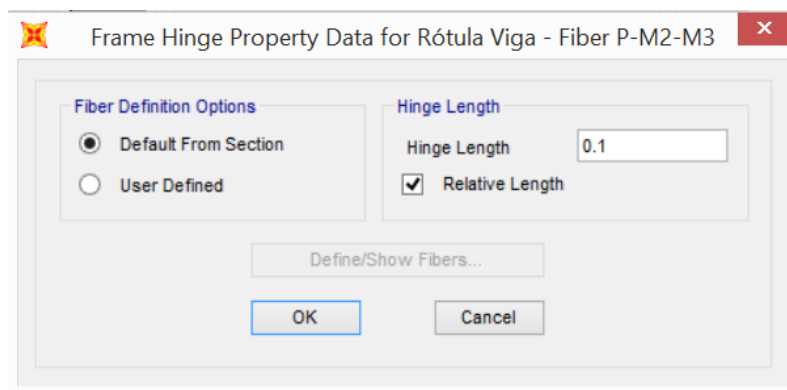 Frame Hinge Property Data for Rótula Viga - Fiber P-M2-M3
Fiber Definition Options
Default From Section
User Defined
Hinge Length
Hinge Length 0.1
Relative Length
Define/Show Fibers...
OK
Cancel